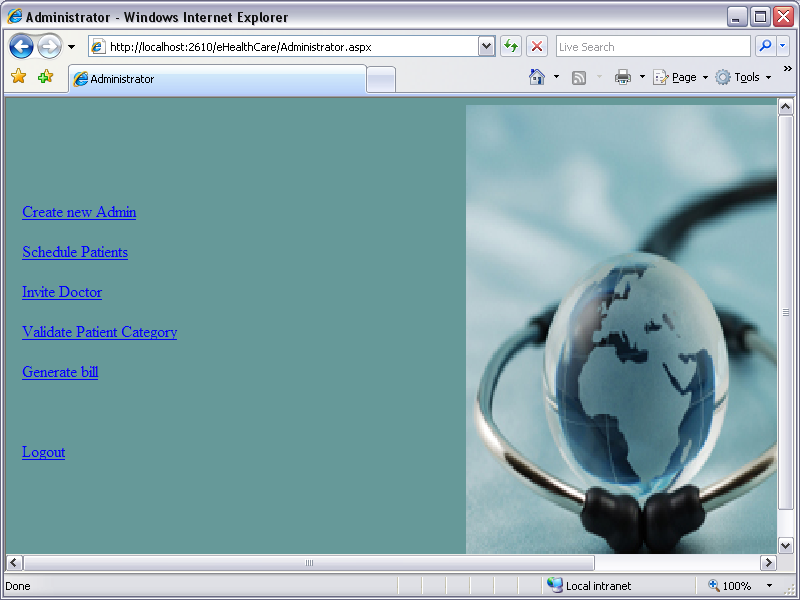 Administrator - Windows Internet Explorer
http://localhost:2610/eHealthCare/Administrator.aspx
Live Search
Administrator
Page
Tools
Create new Admin
Schedule Patients
Invite Doctor
Validate Patient Category
Generate bill
Logout
Done
Local intranet
100%